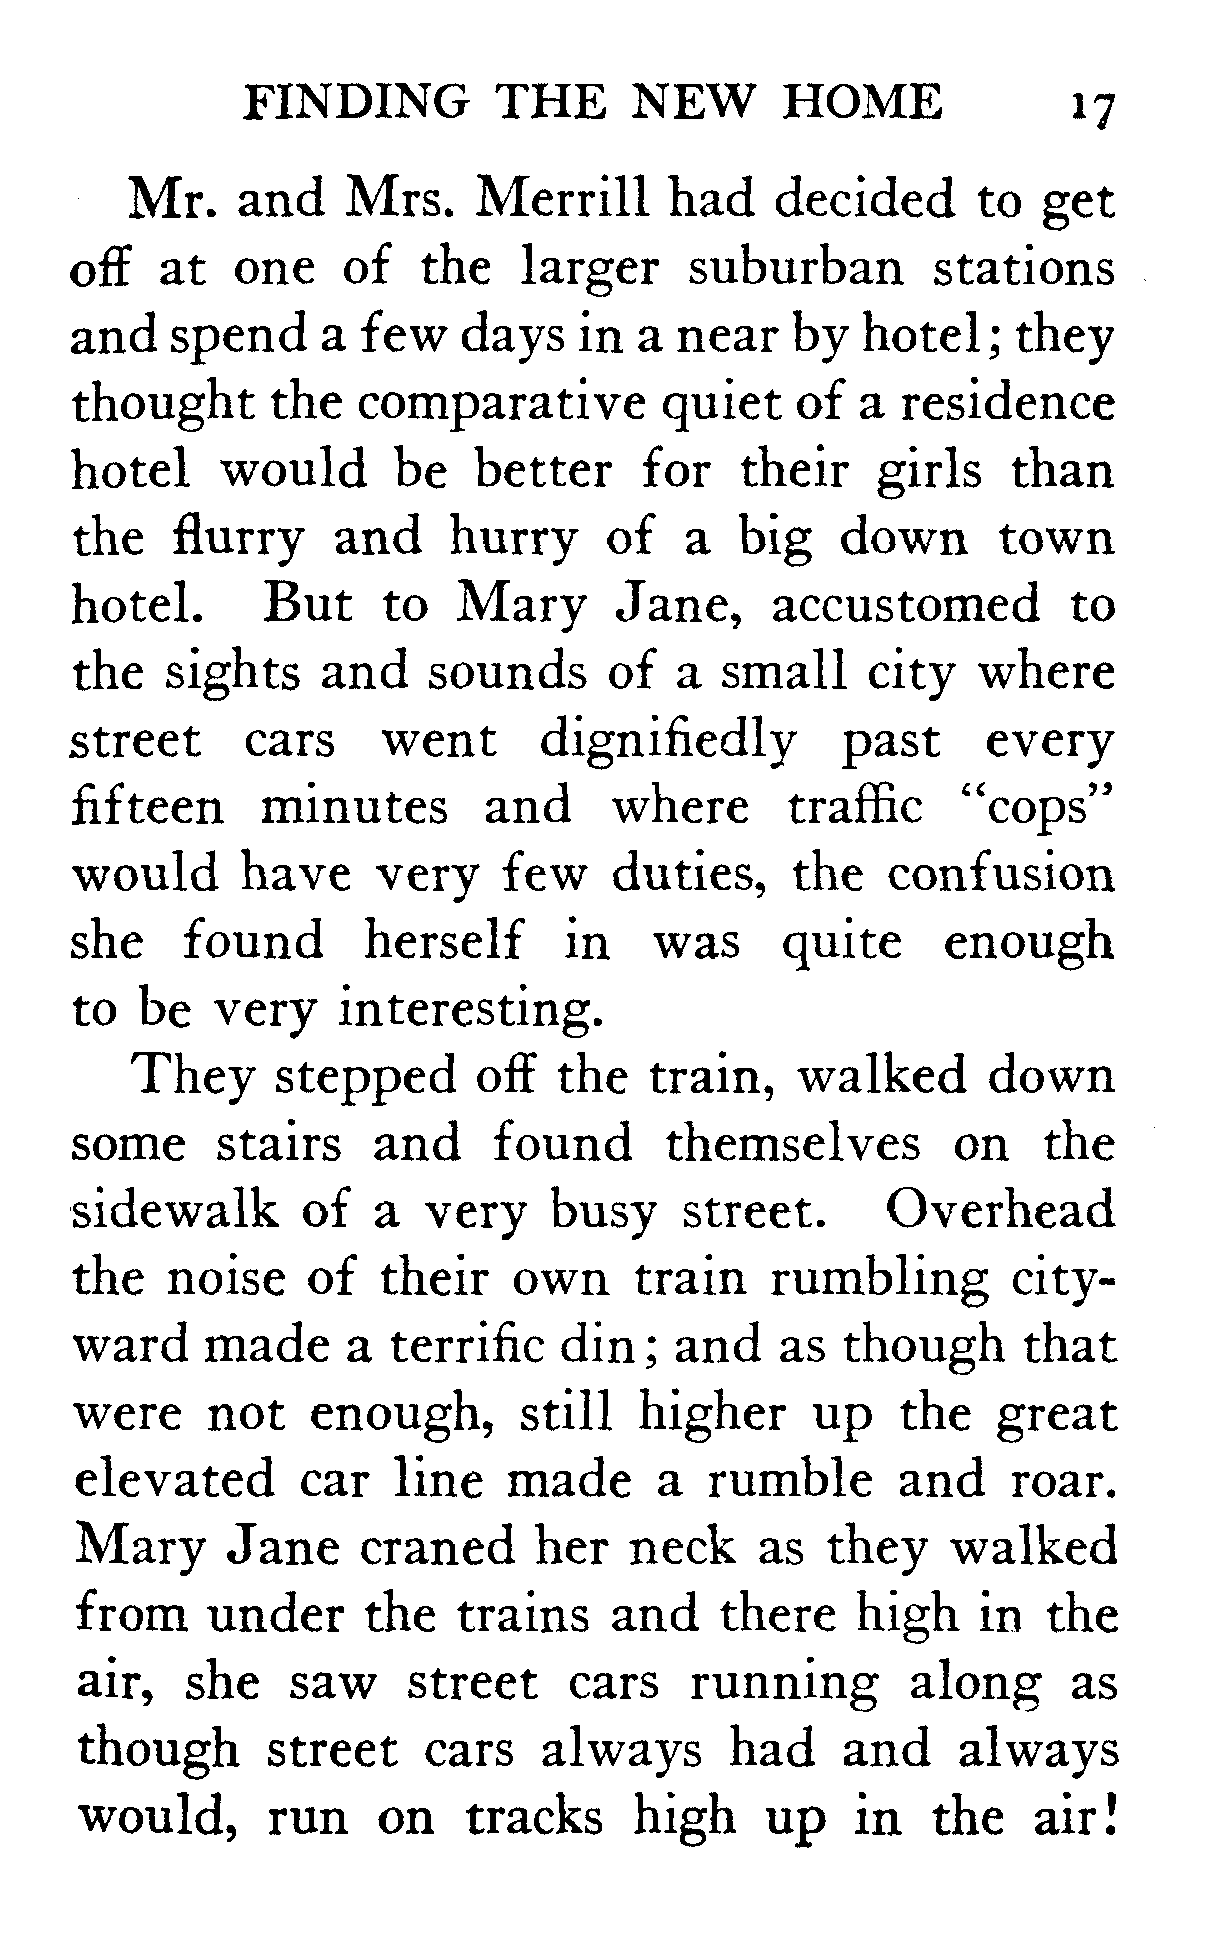 FINDING THE NEW HOME 17
Mr. and Mrs. Merrill had decided to get
off at one of the larger suburban stations
and spend a few days in a near by hotel; they
thought the comparative quiet of a residence
hotel would be better for their girls than
the flurry and hurry of a big down town
hotel. But to Mary Jane, accustomed to
the sights and sounds of a small city where
street cars went dignifiedly past every
fifteen minutes and where traffic “cops”
would have very few duties, the confusion
she found herself in was quite enough
to be very interesting.
They stepped off the train, walked down
some stairs and found themselves on the
sidewalk of a very busy street. Overhead
the noise of their own train rumbling city-
ward made a terrific din; and as though that
were not enough, still higher up the great
elevated car line made a rumble and roar.
Mary Jane craned her neck as they walked
from under the trains and there high in the
air, she saw street cars running along as
though street cars always had and always
would, run on tracks high up in the air!